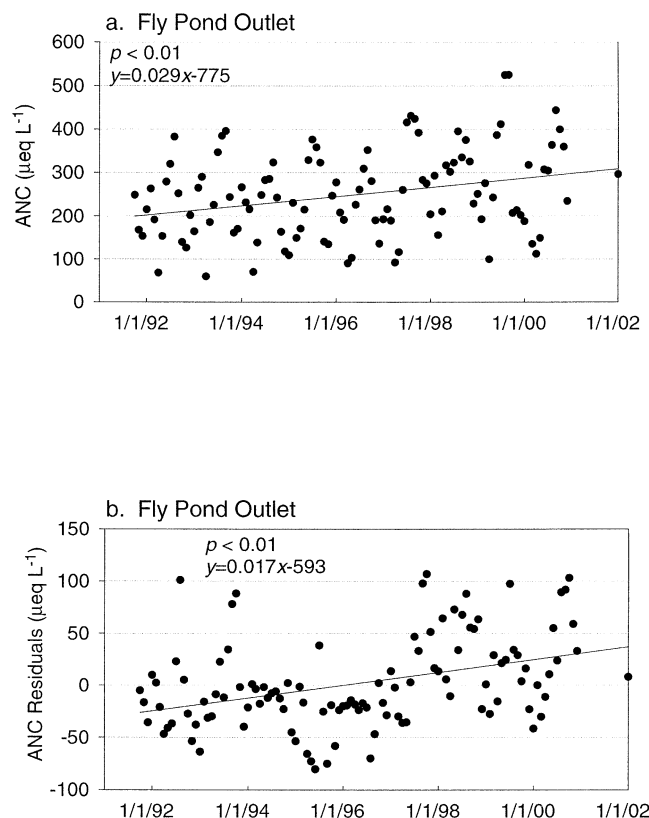 a. Fly Pond Outlet
p < 0.01
y=0.029x-775
ANC (µeq L⁻¹)
600
500
400
300
200
100
0
1/1/92 1/1/94 1/1/96 1/1/98 1/1/00 1/1/02
b. Fly Pond Outlet
p < 0.01
y=0.017x-593
ANC Residuals (µeq L⁻¹)
150
100
50
0
-50
-100
1/1/92 1/1/94 1/1/96 1/1/98 1/1/00 1/1/02